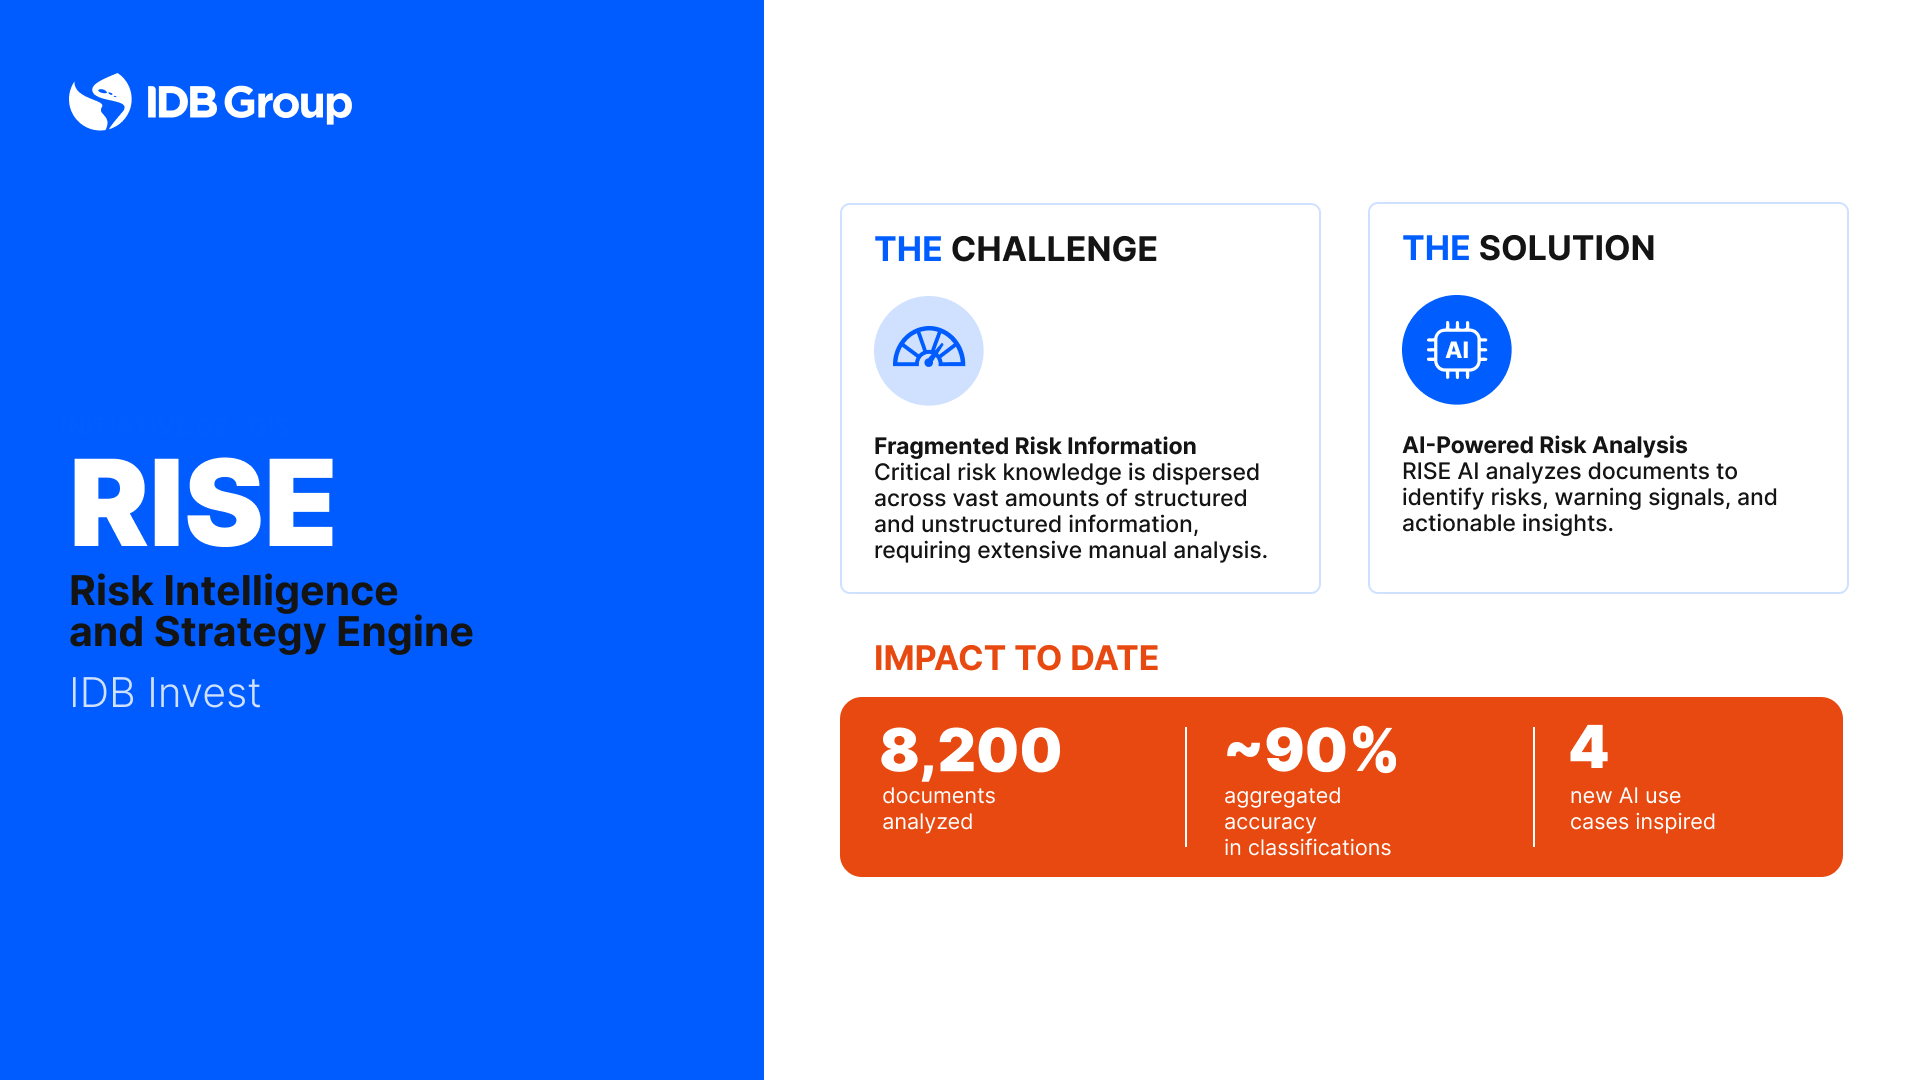 IDB Group
RISE
Risk Intelligence
and Strategy Engine
IDB Invest
THE CHALLENGE
Fragmented Risk Information
Critical risk knowledge is dispersed
across vast amounts of structured
and unstructured information,
requiring extensive manual analysis.
THE SOLUTION
AI
AI-Powered Risk Analysis
RISE AI analyzes documents to
identify risks, warning signals, and
actionable insights.
IMPACT TO DATE
8,200
documents
analyzed
~90%
aggregated
accuracy
in classifications
4
new AI use
cases inspired